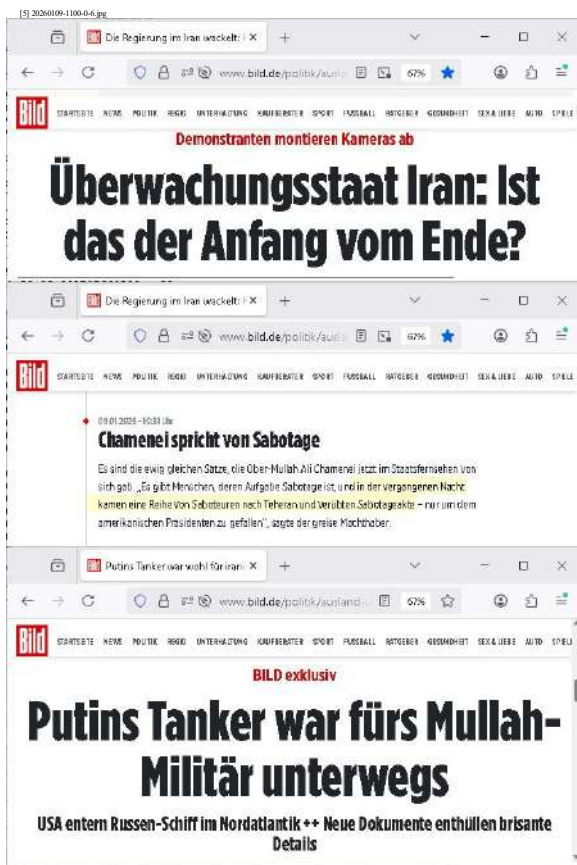 [5] 20260109-1100-0-6.jpg
Die Regierung im Iran wackelt:
www.bild.de/politik/ausla
67%
Bild STARTSEITE NEWS POLITIK REGIO UNTERHALTUNG KAUFBERATER SPORT FUSSBALL RATGEBER GESUNDHEIT SEX & LIEBE AUTO SPIELE
Demonstranten montieren Kameras ab
Überwachungsstaat Iran: Ist
das der Anfang vom Ende?
Die Regierung im Iran wackelt:
www.bild.de/politik/ausla
67%
Bild STARTSEITE NEWS POLITIK REGIO UNTERHALTUNG KAUFBERATER SPORT FUSSBALL RATGEBER GESUNDHEIT SEX & LIEBE AUTO SPIELE
Chamenei spricht von Sabotage
Es sind die ewig gleichen Sätze, die Ober-Mullah Ali Chamenei jetzt im Staatsfernsehen von
sich gab. „Es gibt Menschen, deren Aufgabe Sabotage ist, und in der vergangenen Nacht
kamen eine Reihe von Saboteuren nach Teheran und verübten Sabotageakte – nur um dem
amerikanischen Präsidenten zu gefallen“, sagte der greise Machthaber.
Putins Tanker war wohl für iran
www.bild.de/politik/ausland-
67%
Bild STARTSEITE NEWS POLITIK REGIO UNTERHALTUNG KAUFBERATER SPORT FUSSBALL RATGEBER GESUNDHEIT SEX & LIEBE AUTO SPIELE
BILD exklusiv
Putins Tanker war fürs Mullah-
Militär unterwegs
USA entern Russen-Schiff im Nordatlantik ++ Neue Dokumente enthüllen brisante
Details